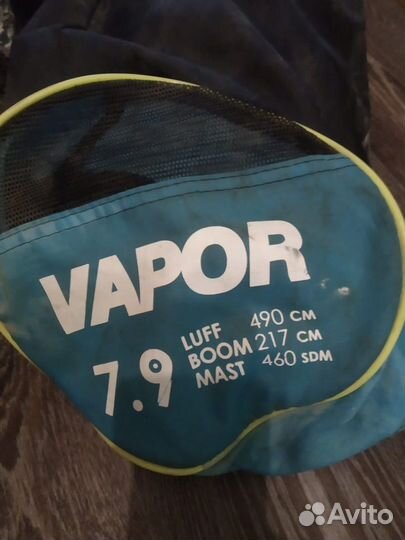 VAPOR
7.9
LUFF 490 CM
BOOM 217 CM
MAST 460 SDM
Avito